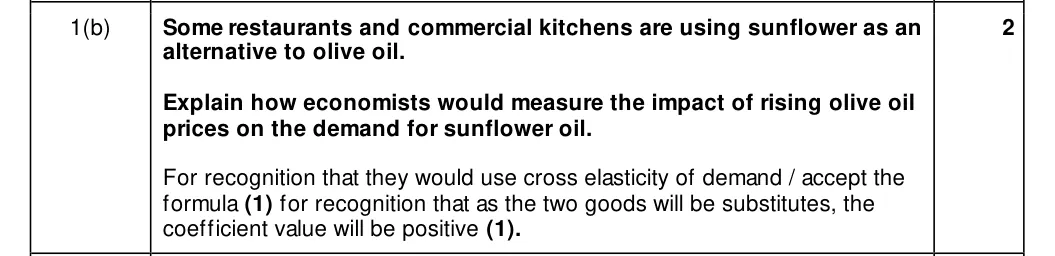 1(b)
Some restaurants and commercial kitchens are using sunflower as an
2
alternative to olive oil.
Explain how economists would measure the impact of rising olive oil
prices on the demand for sunflower oil.
For recognition that they would use cross elasticity of demand / accept the
formula (1) for recognition that as the two goods will be substitutes, the
coefficient value will be positive (1).